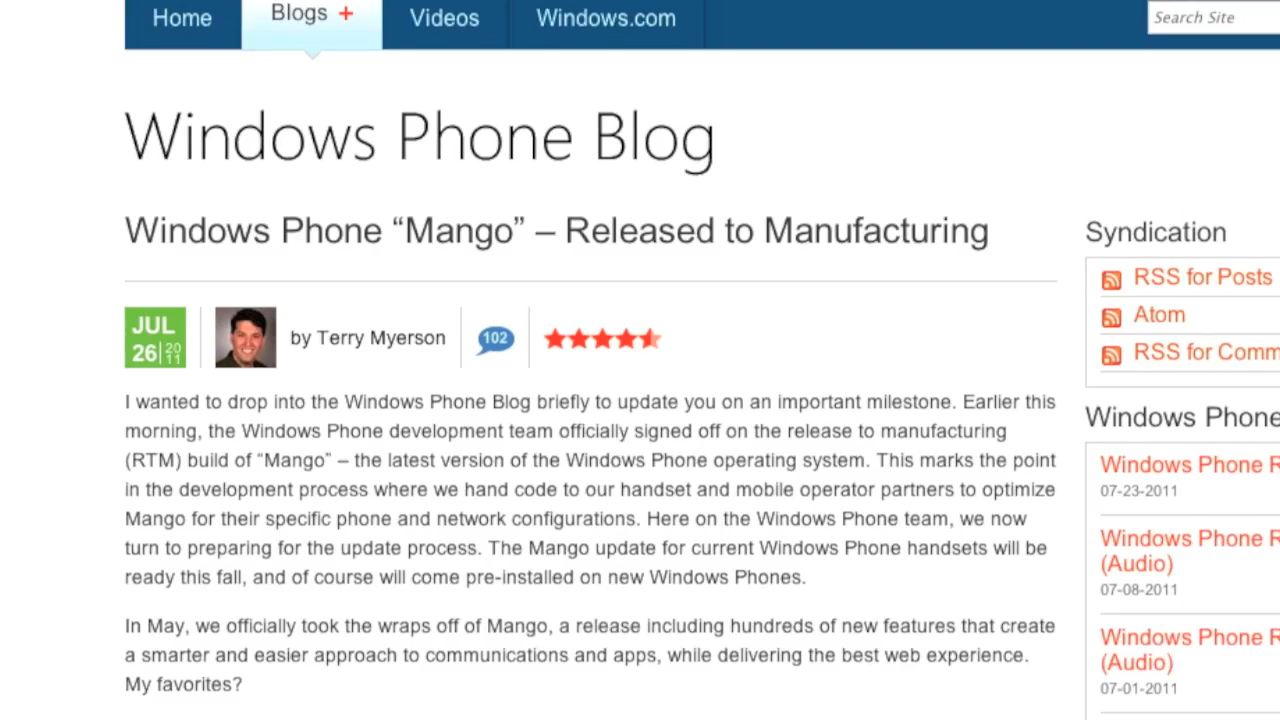 Home
Blogs +
Videos
Windows.com
Search Site
Windows Phone Blog
Windows Phone “Mango” – Released to Manufacturing
JUL
26
2011
by Terry Myerson
102
I wanted to drop into the Windows Phone Blog briefly to update you on an important milestone. Earlier this
morning, the Windows Phone development team officially signed off on the release to manufacturing
(RTM) build of “Mango” – the latest version of the Windows Phone operating system. This marks the point
in the development process where we hand code to our handset and mobile operator partners to optimize
Mango for their specific phone and network configurations. Here on the Windows Phone team, we now
turn to preparing for the update process. The Mango update for current Windows Phone handsets will be
ready this fall, and of course will come pre-installed on new Windows Phones.
In May, we officially took the wraps off of Mango, a release including hundreds of new features that create
a smarter and easier approach to communications and apps, while delivering the best web experience.
My favorites?
Syndication
RSS for Posts
Atom
RSS for Comm
Windows Phone
Windows Phone R
07-23-2011
Windows Phone R
(Audio)
07-08-2011
Windows Phone R
(Audio)
07-01-2011